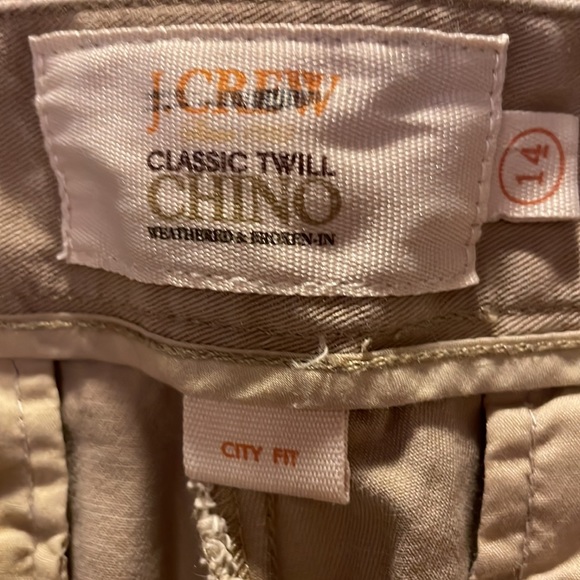 J.CREW
CLASSIC TWILL
CHINO
WEATHERED & BROKEN-IN
14
CITY FIT